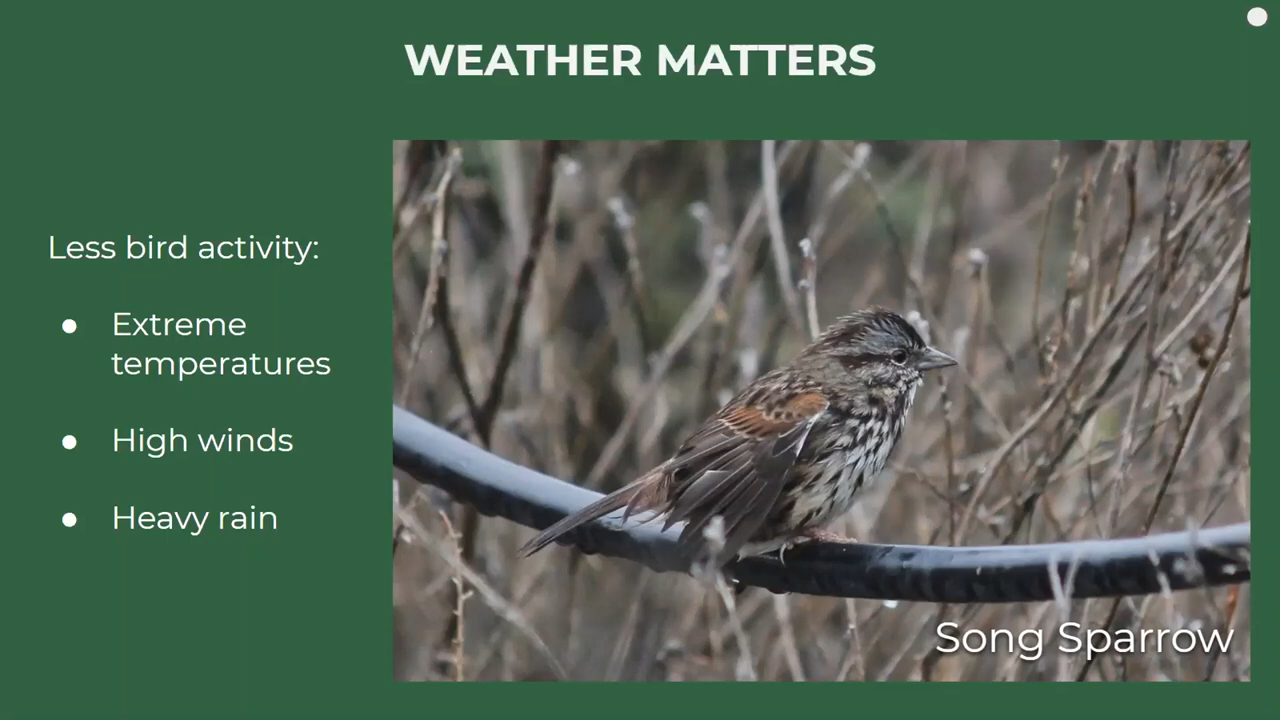 WEATHER MATTERS
Less bird activity:
● Extreme
temperatures
● High winds
● Heavy rain
Song Sparrow